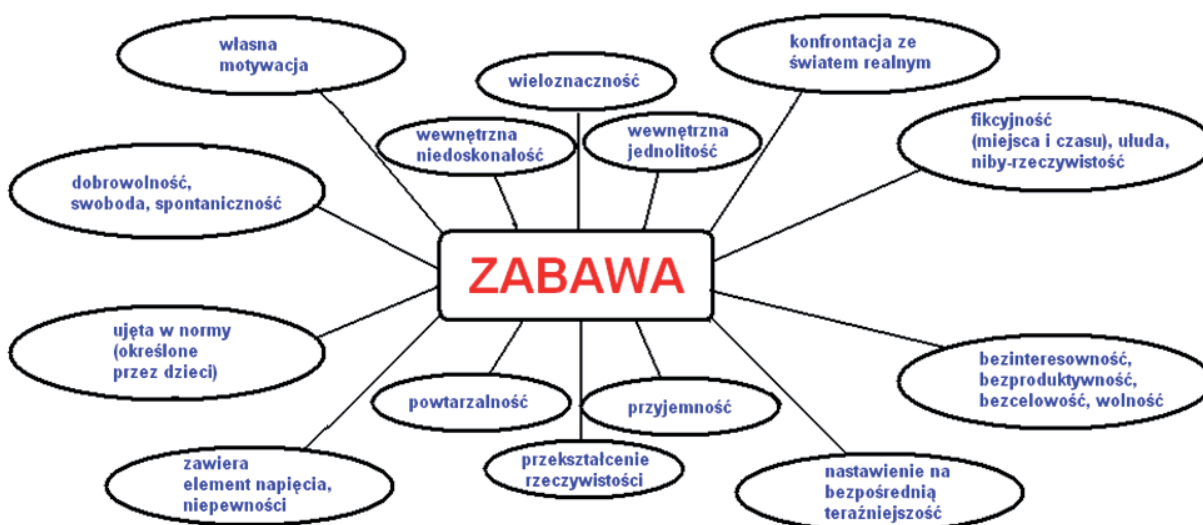 własna
motywacja
wieloznaczność
konfrontacja ze
światem realnym
wewnętrzna
niedoskonałość
wewnętrzna
jednolitość
fikcyjność
(miejsca i czasu), ułuda,
niby-rzeczywistość
dobrowolność,
swoboda, spontaniczność
ZABAWA
ujęta w normy
(określone
przez dzieci)
bezinteresowność,
bezproduktywność,
bezcelowość, wolność
powtarzalność
przyjemność
zawiera
element napięcia,
niepewności
przekształcenie
rzeczywistości
nastawienie na
bezpośrednią
teraźniejszość